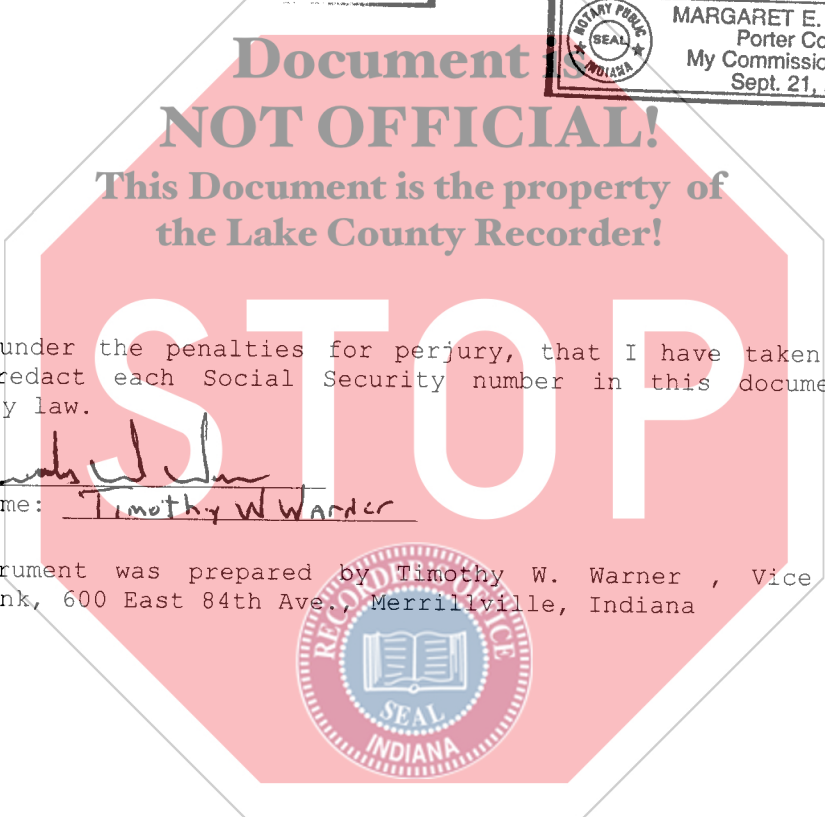 NOTARY PUBLIC
SEAL
INDIANA
MARGARET E.
Porter Co
My Commissio
Sept. 21,
Document is
NOT OFFICIAL!
This Document is the property of
the Lake County Recorder!
STOP
under the penalties for perjury, that I have taken
redact each Social Security number in this docume
y law.
me: Timothy W Warder
rument was prepared by Timothy W. Warner , Vice
nk, 600 East 84th Ave., Merrillville, Indiana
RECORDER'S OFFICE
SEAL
INDIANA